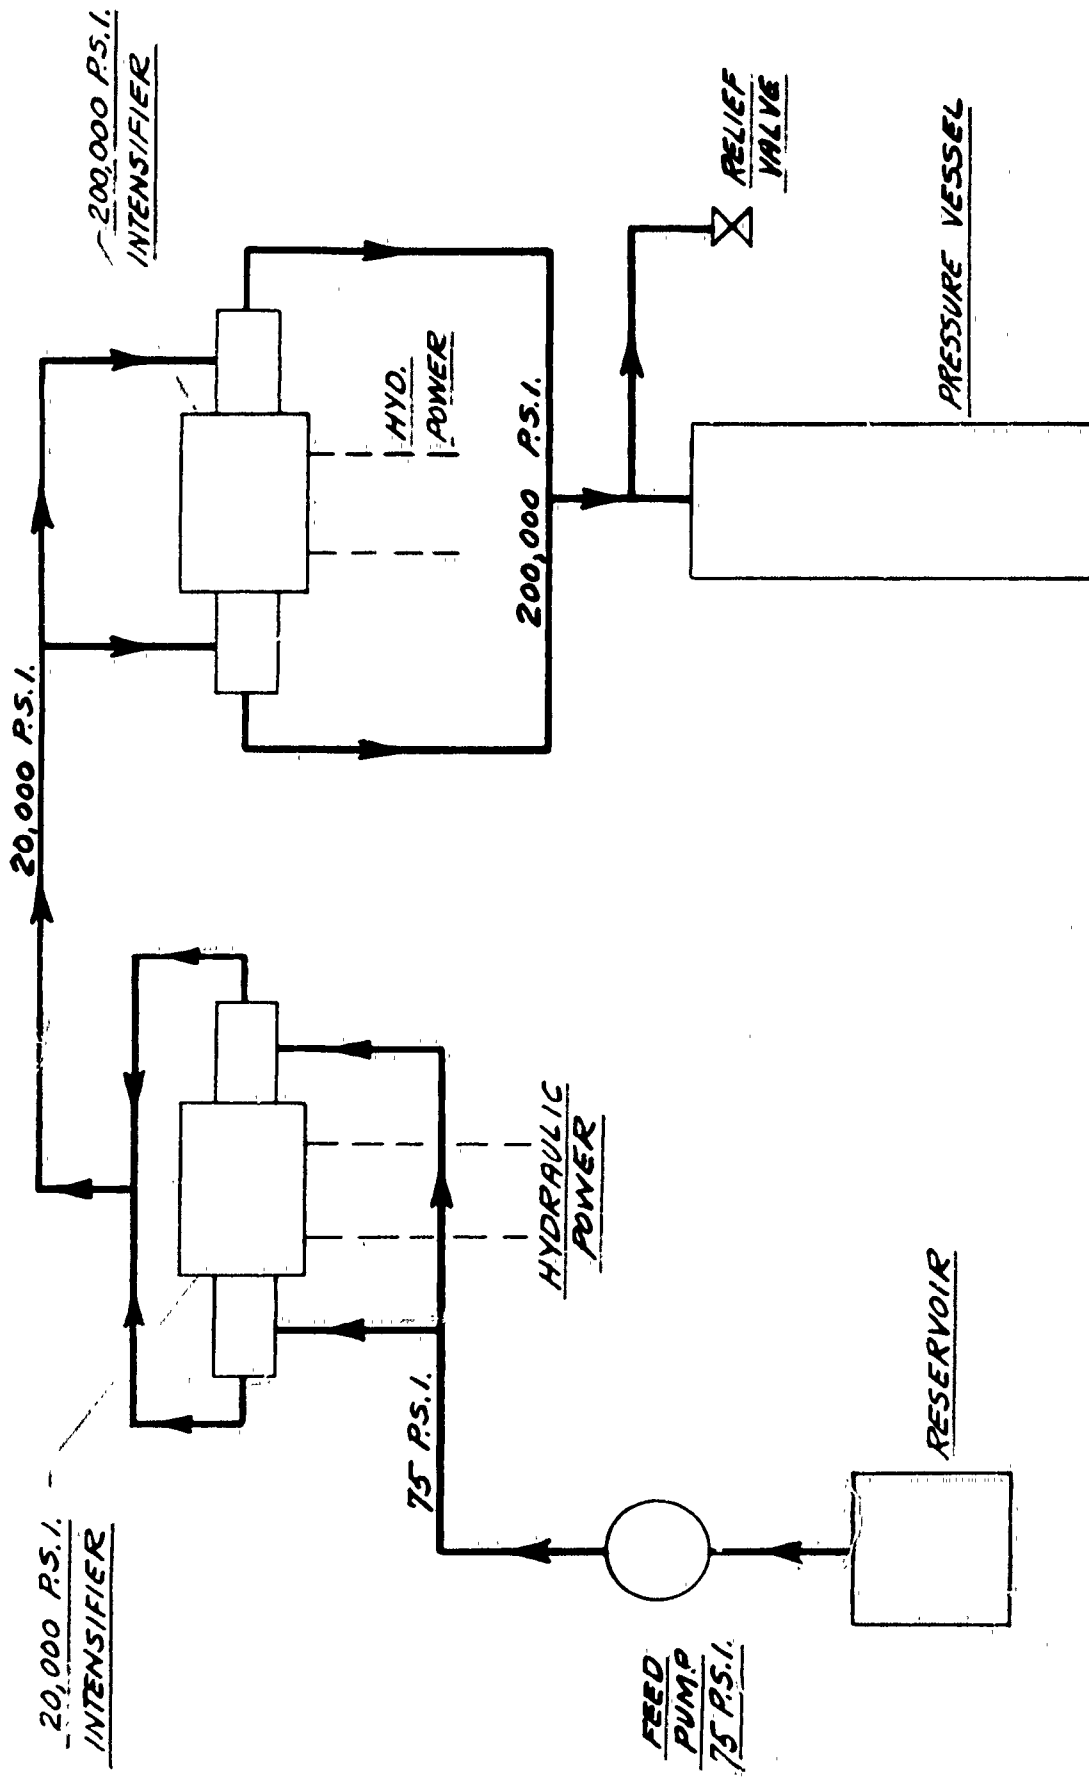 20,000 P.S.I.
INTENSIFIER
20,000 P.S.I.
200,000 P.S.I.
INTENSIFIER
75 P.S.I.
HYDRAULIC
POWER
HYD.
POWER
200,000 P.S.I.
FEED
PUMP
75 P.S.I.
RESERVOIR
RELIEF
VALVE
PRESSURE VESSEL